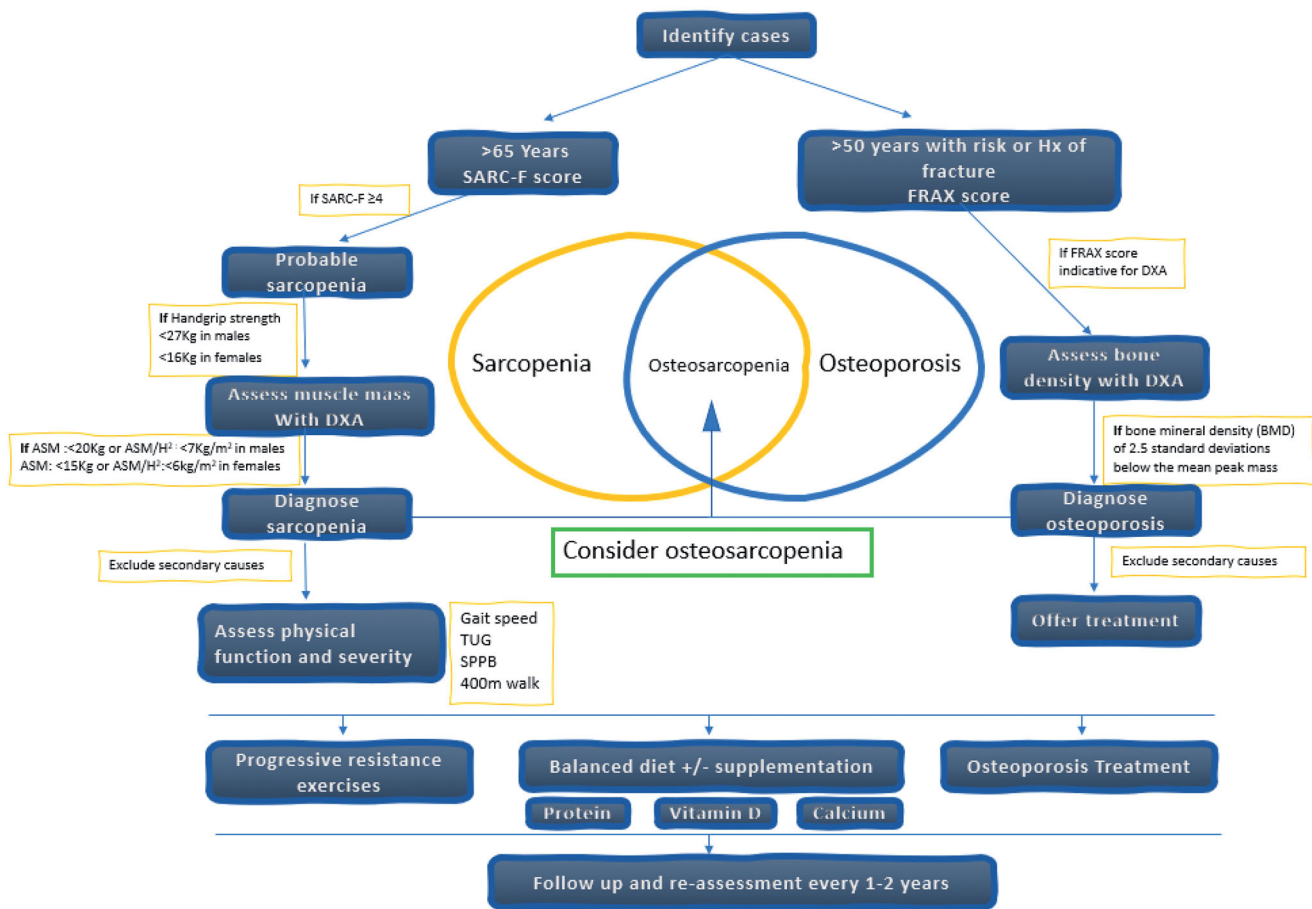 Identify cases
>65 Years
SARC-F score
>50 years with risk or Hx of
fracture
FRAX score
If SARC-F ≥4
If FRAX score
indicative for DXA
Probable
sarcopenia
If Handgrip strength
<27Kg in males
<16Kg in females
Sarcopenia
Osteosarcopenia
Osteoporosis
Assess bone
density with DXA
Assess muscle mass
With DXA
If ASM :<20Kg or ASM/H²: <7Kg/m² in males
ASM: <15Kg or ASM/H²:<6kg/m² in females
If bone mineral density (BMD)
of 2.5 standard deviations
below the mean peak mass
Diagnose
sarcopenia
Diagnose
osteoporosis
Consider osteosarcopenia
Exclude secondary causes
Exclude secondary causes
Assess physical
function and severity
Gait speed
TUG
SPPB
400m walk
Offer treatment
Progressive resistance
exercises
Balanced diet +/- supplementation
Osteoporosis Treatment
Protein
Vitamin D
Calcium
Follow up and re-assessment every 1-2 years